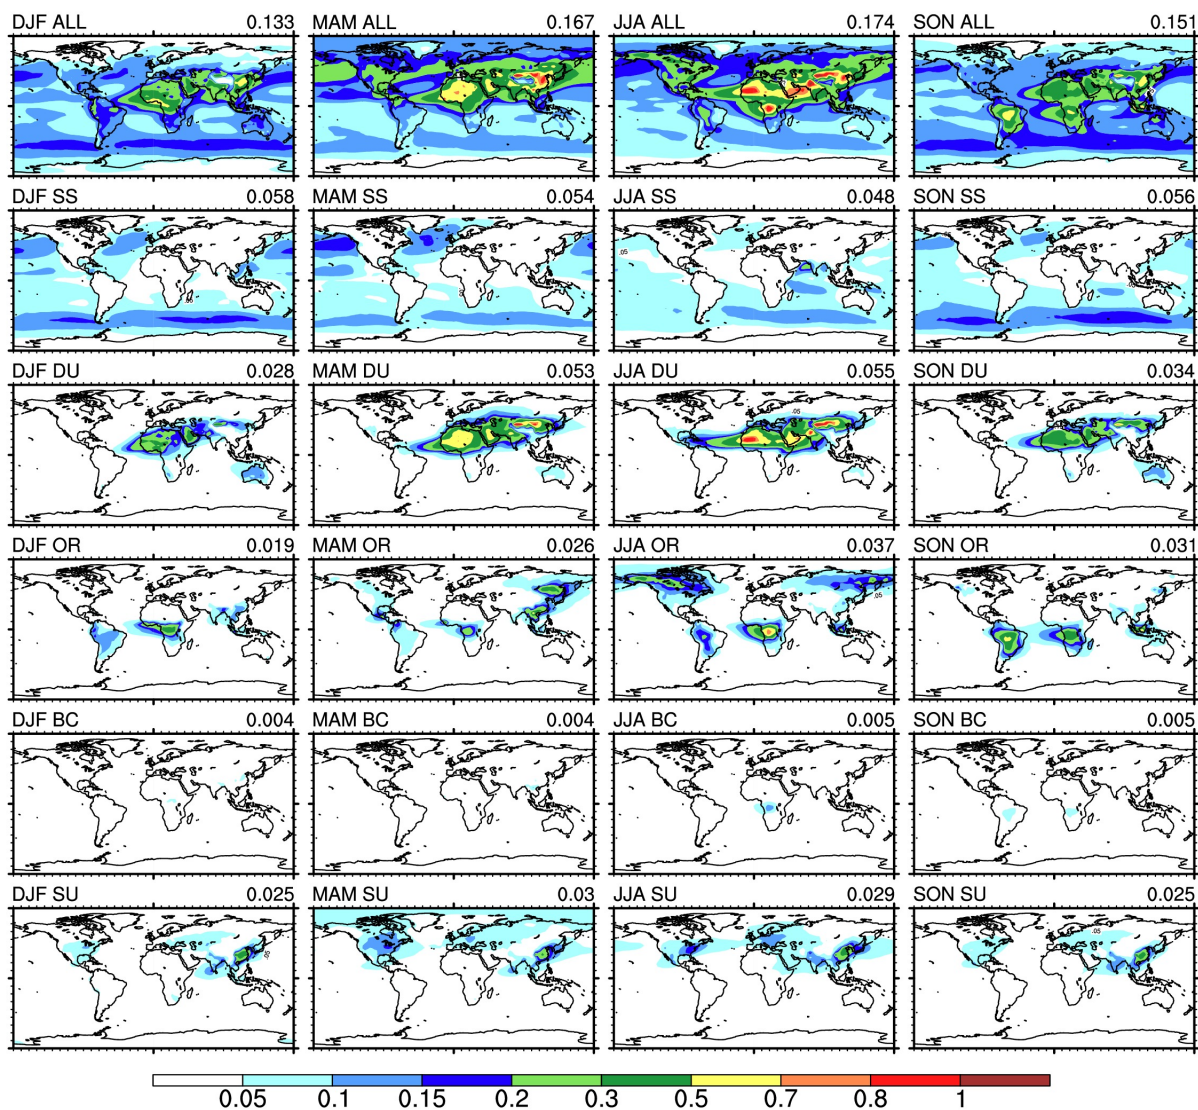 DJF ALL 0.133 MAM ALL 0.167 JJA ALL 0.174 SON ALL 0.151
DJF SS 0.058 MAM SS 0.054 JJA SS 0.048 SON SS 0.056
.05
DJF DU 0.028 MAM DU 0.053 JJA DU 0.055 SON DU 0.034
.05
DJF OR 0.019 MAM OR 0.026 JJA OR 0.037 SON OR 0.031
.05
DJF BC 0.004 MAM BC 0.004 JJA BC 0.005 SON BC 0.005
DJF SU 0.025 MAM SU 0.03 JJA SU 0.029 SON SU 0.025
.05 .05
0.05 0.1 0.15 0.2 0.3 0.5 0.7 0.8 1